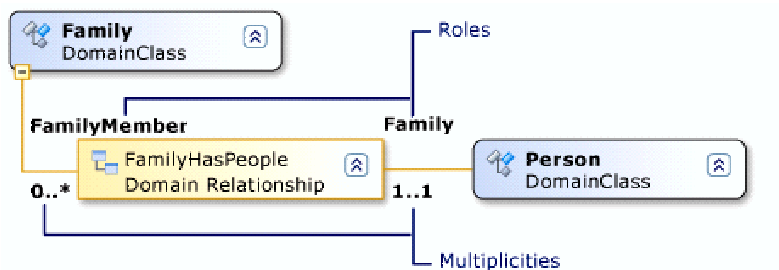 Family
DomainClass
Roles
FamilyMember
Family
FamilyHasPeople
Domain Relationship
Person
DomainClass
0..*
1..1
Multiplicities